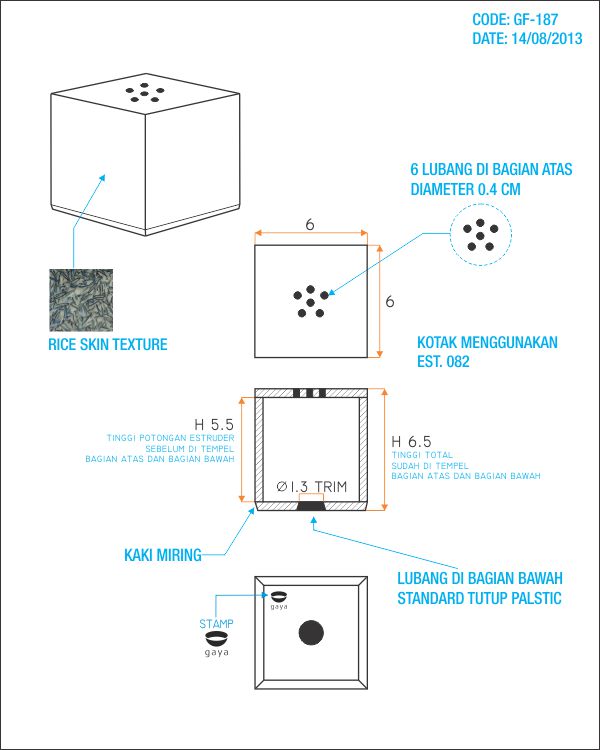 CODE: GF-187
DATE: 14/08/2013
6 LUBANG DI BAGIAN ATAS
DIAMETER 0.4 CM
6
6
RICE SKIN TEXTURE
KOTAK MENGGUNAKAN
EST. 082
H 5.5
TINGGI POTONGAN ESTRUDER
SEBELUM DI TEMPEL
BAGIAN ATAS DAN BAGIAN BAWAH
H 6.5
TINGGI TOTAL
SUDAH DI TEMPEL
BAGIAN ATAS DAN BAGIAN BAWAH
Ø1.3 TRIM
KAKI MIRING
LUBANG DI BAGIAN BAWAH
STANDARD TUTUP PALSTIC
gaya
STAMP
gaya